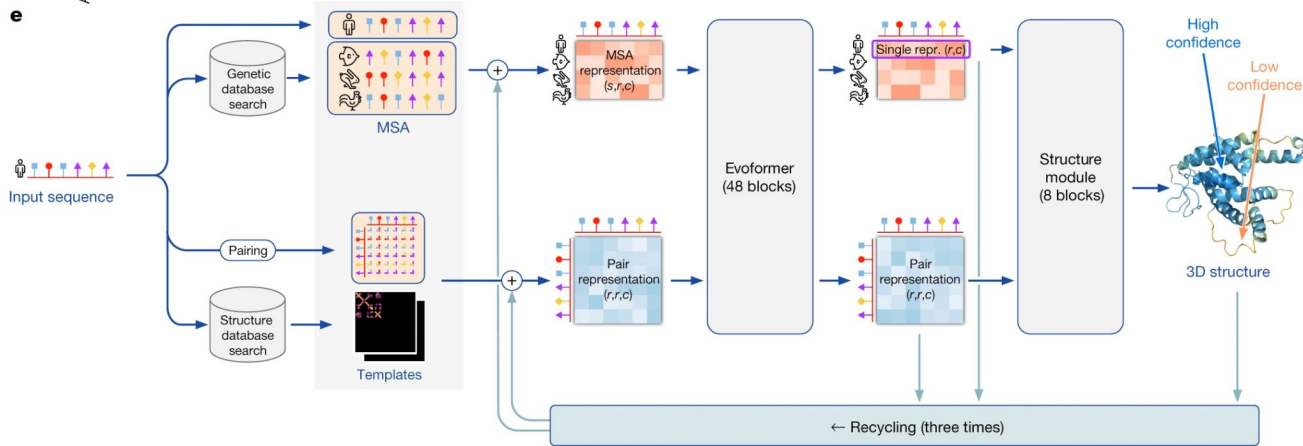 e
Genetic
database
search
MSA
Input sequence
Pairing
Structure
database
search
Templates
+
+
MSA
representation
(s,r,c)
Pair
representation
(r,r,c)
Evoformer
(48 blocks)
Single repr. (r,c)
Pair
representation
(r,r,c)
Structure
module
(8 blocks)
High
confidence
Low
confidence
3D structure
← Recycling (three times)